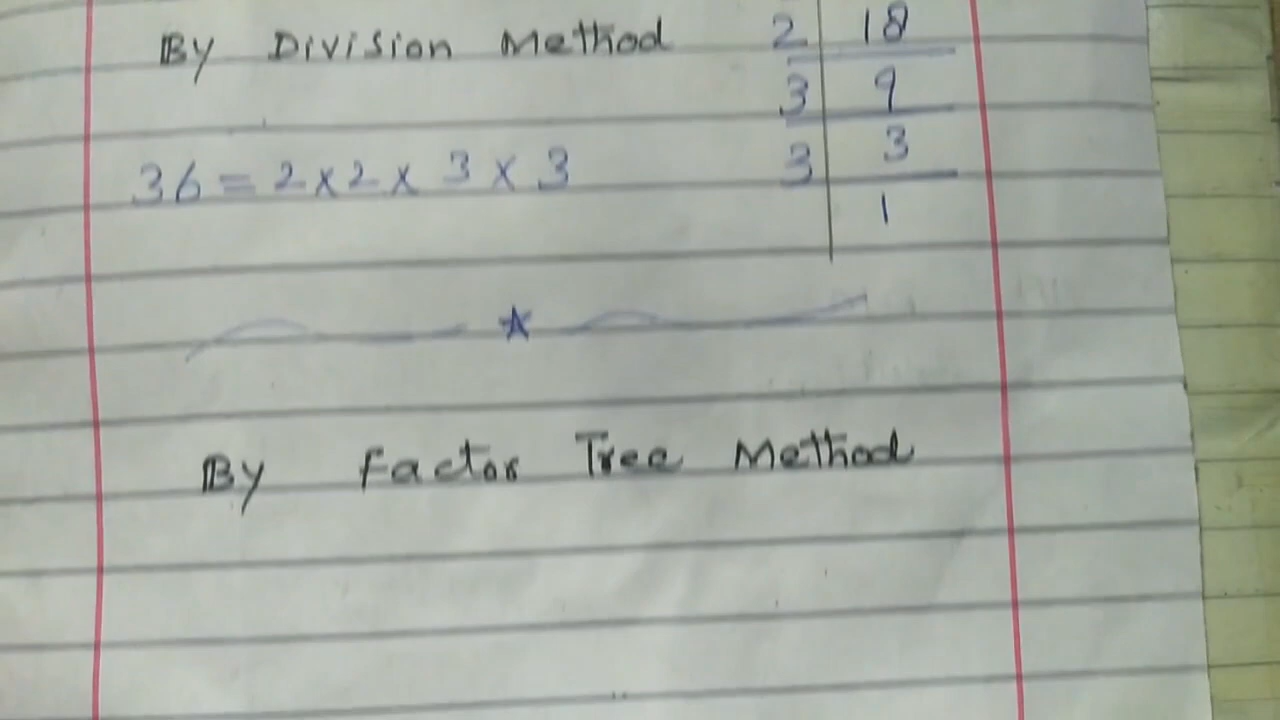 By Division Method
2 18
3 9
3 3
1
36 = 2 x 2 x 3 x 3
By Factor Tree Method